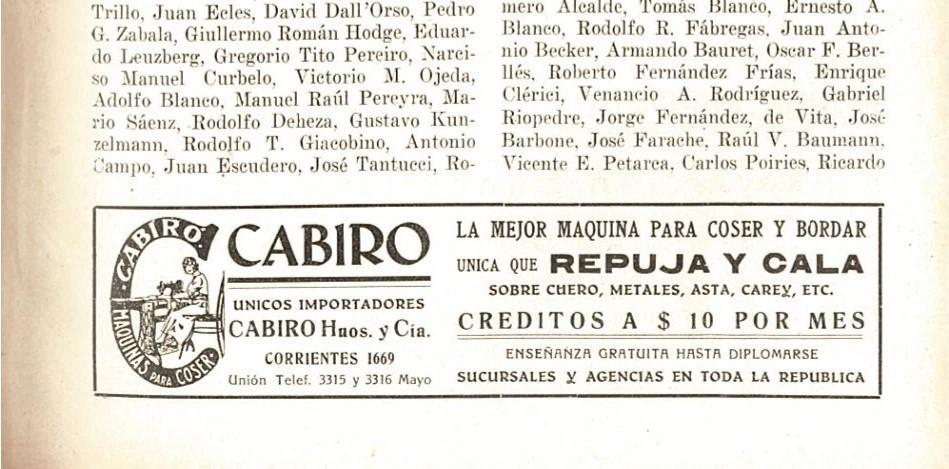 Trillo, Juan Ecles, David Dall'Orso, Pedro
G. Zabala, Giullermo Román Hodge, Eduar-
do Leuzberg, Gregorio Tito Pereiro, Narci-
so Manuel Curbelo, Victorio M. Ojeda,
Adolfo Blanco, Manuel Raúl Pereyra, Ma-
rio Sáenz, Rodolfo Deheza, Gustavo Kun-
zelmann, Rodolfo T. Giacobino, Antonio
Campo, Juan Escudero, José Tantucci, Ro-
mero Alcalde, Tomás Blanco, Ernesto A.
Blanco, Rodolfo R. Fábregas, Juan Anto-
nio Becker, Armando Bauret, Oscar F. Ber-
llés, Roberto Fernández Frías, Enrique
Clérici, Venancio A. Rodríguez, Gabriel
Riopedre, Jorge Fernández, de Vita, José
Barbone, José Farache, Raúl V. Baumann,
Vicente E. Petarca, Carlos Poiries, Ricardo
CABIRO
MAQUINAS PARA COSER
CABIRO
UNICOS IMPORTADORES
CABIRO Hnos. y Cía.
CORRIENTES 1669
Unión Telef. 3315 y 3316 Mayo
LA MEJOR MAQUINA PARA COSER Y BORDAR
UNICA QUE REPUJA Y CALA
SOBRE CUERO, METALES, ASTA, CAREY, ETC.
CREDITOS A $ 10 POR MES
ENSEÑANZA GRATUITA HASTA DIPLOMARSE
SUCURSALES Y AGENCIAS EN TODA LA REPUBLICA